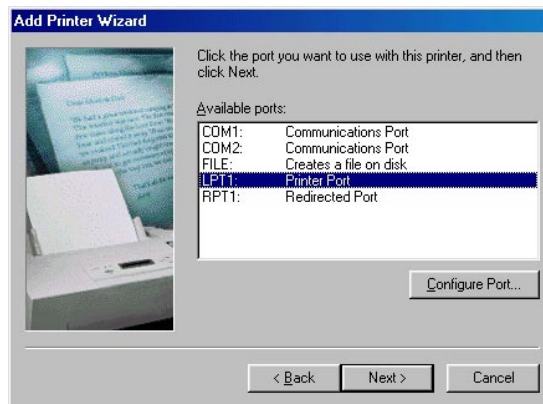 Add Printer Wizard
Click the port you want to use with this printer, and then
click Next.
Available ports:
COM1: Communications Port
COM2: Communications Port
FILE: Creates a file on disk
LPT1: Printer Port
RPT1: Redirected Port
Configure Port...
< Back Next > Cancel